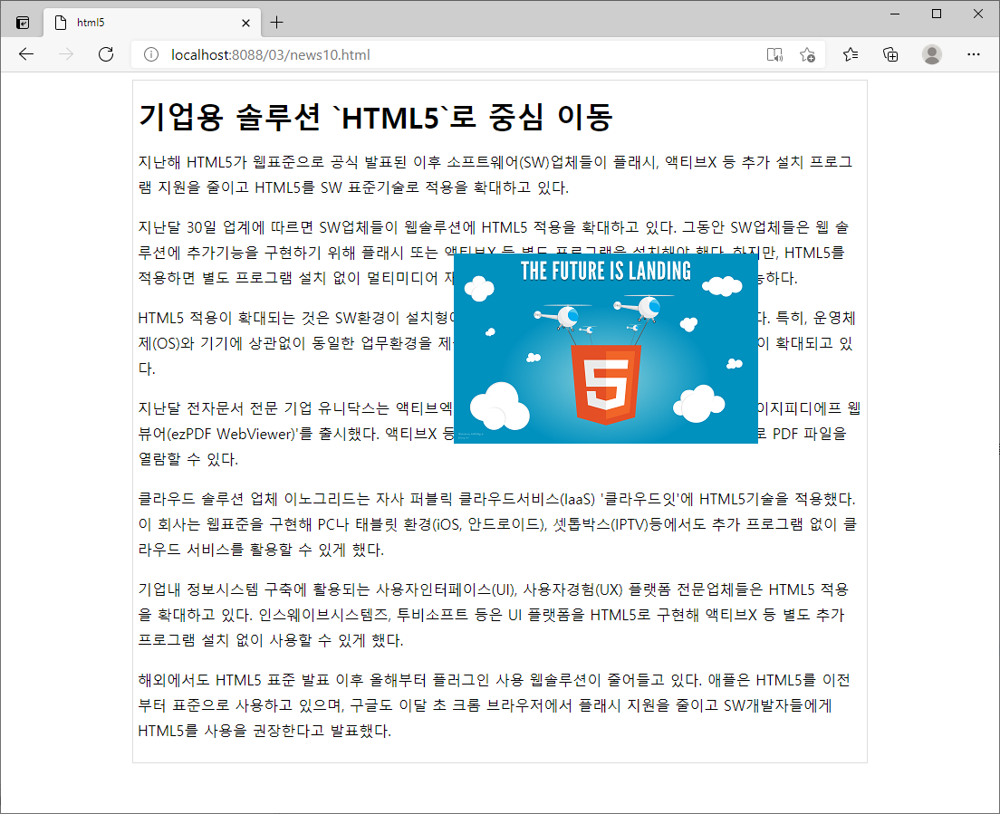 html5
localhost:8088/03/news10.html
기업용 솔루션 `HTML5`로 중심 이동
지난해 HTML5가 웹표준으로 공식 발표된 이후 소프트웨어(SW)업체들이 플래시, 액티브X 등 추가 설치 프로그
램 지원을 줄이고 HTML5를 SW 표준기술로 적용을 확대하고 있다.
지난달 30일 업계에 따르면 SW업체들이 웹솔루션에 HTML5 적용을 확대하고 있다. 그동안 SW업체들은 웹 솔
루션에 추가기능을 구현하기 위해 플래시 또는 액티브X 등 별도 프로그램을 설치해야 했다. 하지만, HTML5를
적용하면 별도 프로그램 설치 없이 멀티미디어 능하다.
THE FUTURE IS LANDING
HTML5 적용이 확대되는 것은 SW환경이 설치형 다. 특히, 운영체
제(OS)와 기기에 상관없이 동일한 업무환경을 이 확대되고 있
다.
5
지난달 전자문서 전문 기업 유니닥스는 이지피디에프 웹
뷰어(ezPDF WebViewer)'를 출시했다. 액티브X 등 로 PDF 파일을
열람할 수 있다.
클라우드 솔루션 업체 이노그리드는 자사 퍼블릭 클라우드서비스(IaaS) '클라우드잇'에 HTML5기술을 적용했다.
이 회사는 웹표준을 구현해 PC나 태블릿 환경(iOS, 안드로이드), 셋톱박스(IPTV)등에서도 추가 프로그램 없이 클
라우드 서비스를 활용할 수 있게 했다.
기업내 정보시스템 구축에 활용되는 사용자인터페이스(UI), 사용자경험(UX) 플랫폼 전문업체들은 HTML5 적용
을 확대하고 있다. 인스웨이브시스템즈, 투비소프트 등은 UI 플랫폼을 HTML5로 구현해 액티브X 등 별도 추가
프로그램 설치 없이 사용할 수 있게 했다.
해외에서도 HTML5 표준 발표 이후 올해부터 플러그인 사용 웹솔루션이 줄어들고 있다. 애플은 HTML5를 이전
부터 표준으로 사용하고 있으며, 구글도 이달 초 크롬 브라우저에서 플래시 지원을 줄이고 SW개발자들에게
HTML5를 사용을 권장한다고 발표했다.